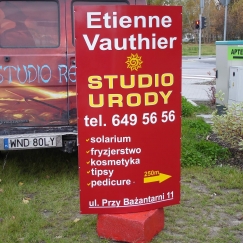 Etienne
Vauthier
STUDIO
URODY
tel. 649 56 56
solarium
fryzjerstwo
kosmetyka
tipsy
pedicure
250m
ul. Przy Bażantarni 11
STUDIO RE
WND 80LY
APTE